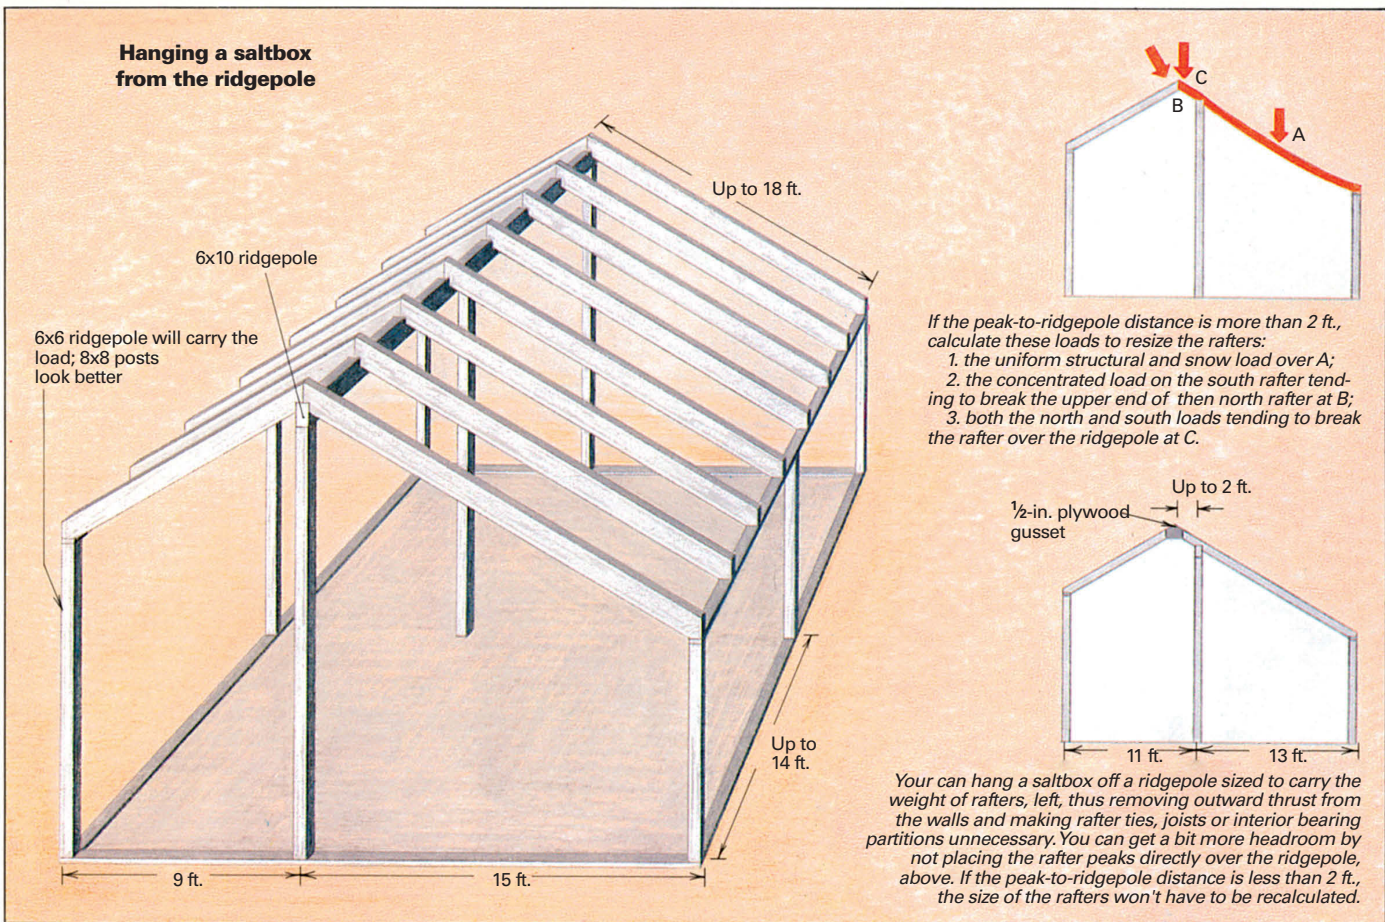 Hanging a saltbox
from the ridgepole
Up to 18 ft.
6x10 ridgepole
6x6 ridgepole will carry the
load; 8x8 posts
look better
Up to
14 ft.
9 ft.
15 ft.
C
B
A
If the peak-to-ridgepole distance is more than 2 ft.,
calculate these loads to resize the rafters:
1. the uniform structural and snow load over A;
2. the concentrated load on the south rafter tend-
ing to break the upper end of then north rafter at B;
3. both the north and south loads tending to break
the rafter over the ridgepole at C.
Up to 2 ft.
½-in. plywood
gusset
11 ft.
13 ft.
Your can hang a saltbox off a ridgepole sized to carry the
weight of rafters, left, thus removing outward thrust from
the walls and making rafter ties, joists or interior bearing
partitions unnecessary. You can get a bit more headroom by
not placing the rafter peaks directly over the ridgepole,
above. If the peak-to-ridgepole distance is less than 2 ft.,
the size of the rafters won't have to be recalculated.